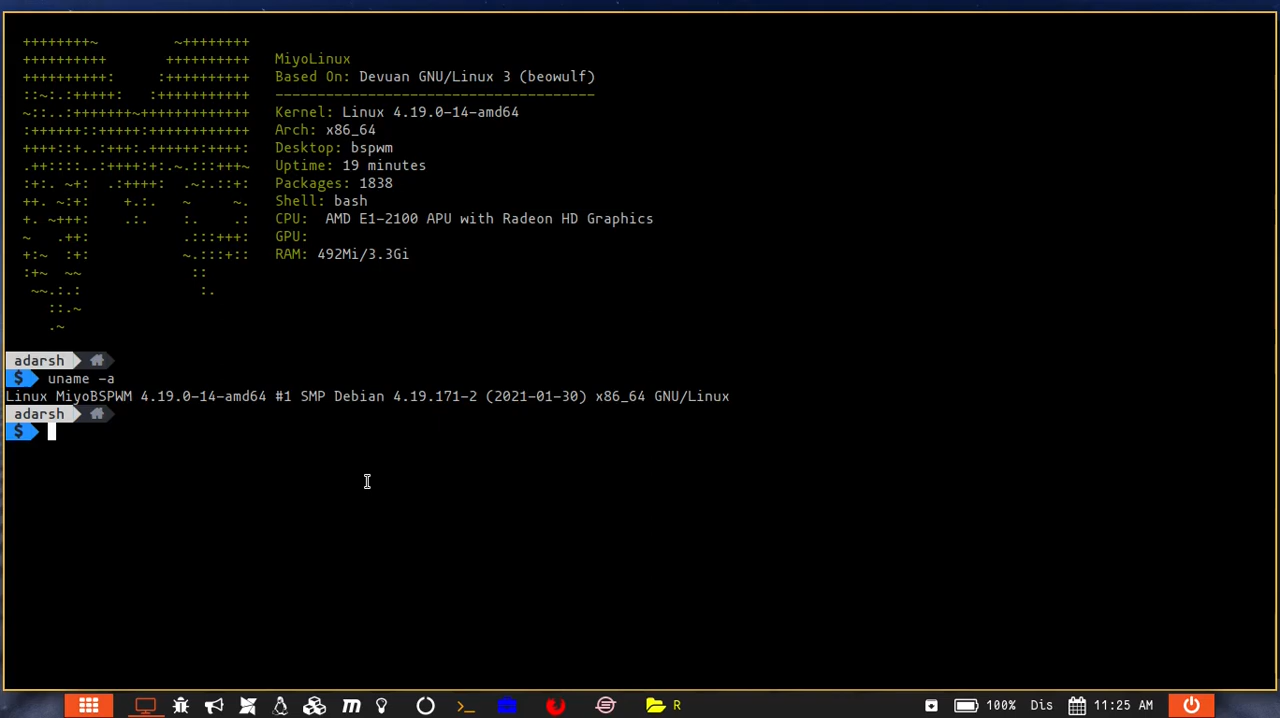 MiyoLinux
Based On: Devuan GNU/Linux 3 (beowulf)
--------------------------------------
Kernel: Linux 4.19.0-14-amd64
Arch: x86_64
Desktop: bspwm
Uptime: 19 minutes
Packages: 1838
Shell: bash
CPU: AMD E1-2100 APU with Radeon HD Graphics
GPU:
RAM: 492Mi/3.3Gi
adarsh
$ uname -a
Linux MiyoBSPWM 4.19.0-14-amd64 #1 SMP Debian 4.19.171-2 (2021-01-30) x86_64 GNU/Linux
adarsh
$
m >_ R 100% Dis 11:25 AM